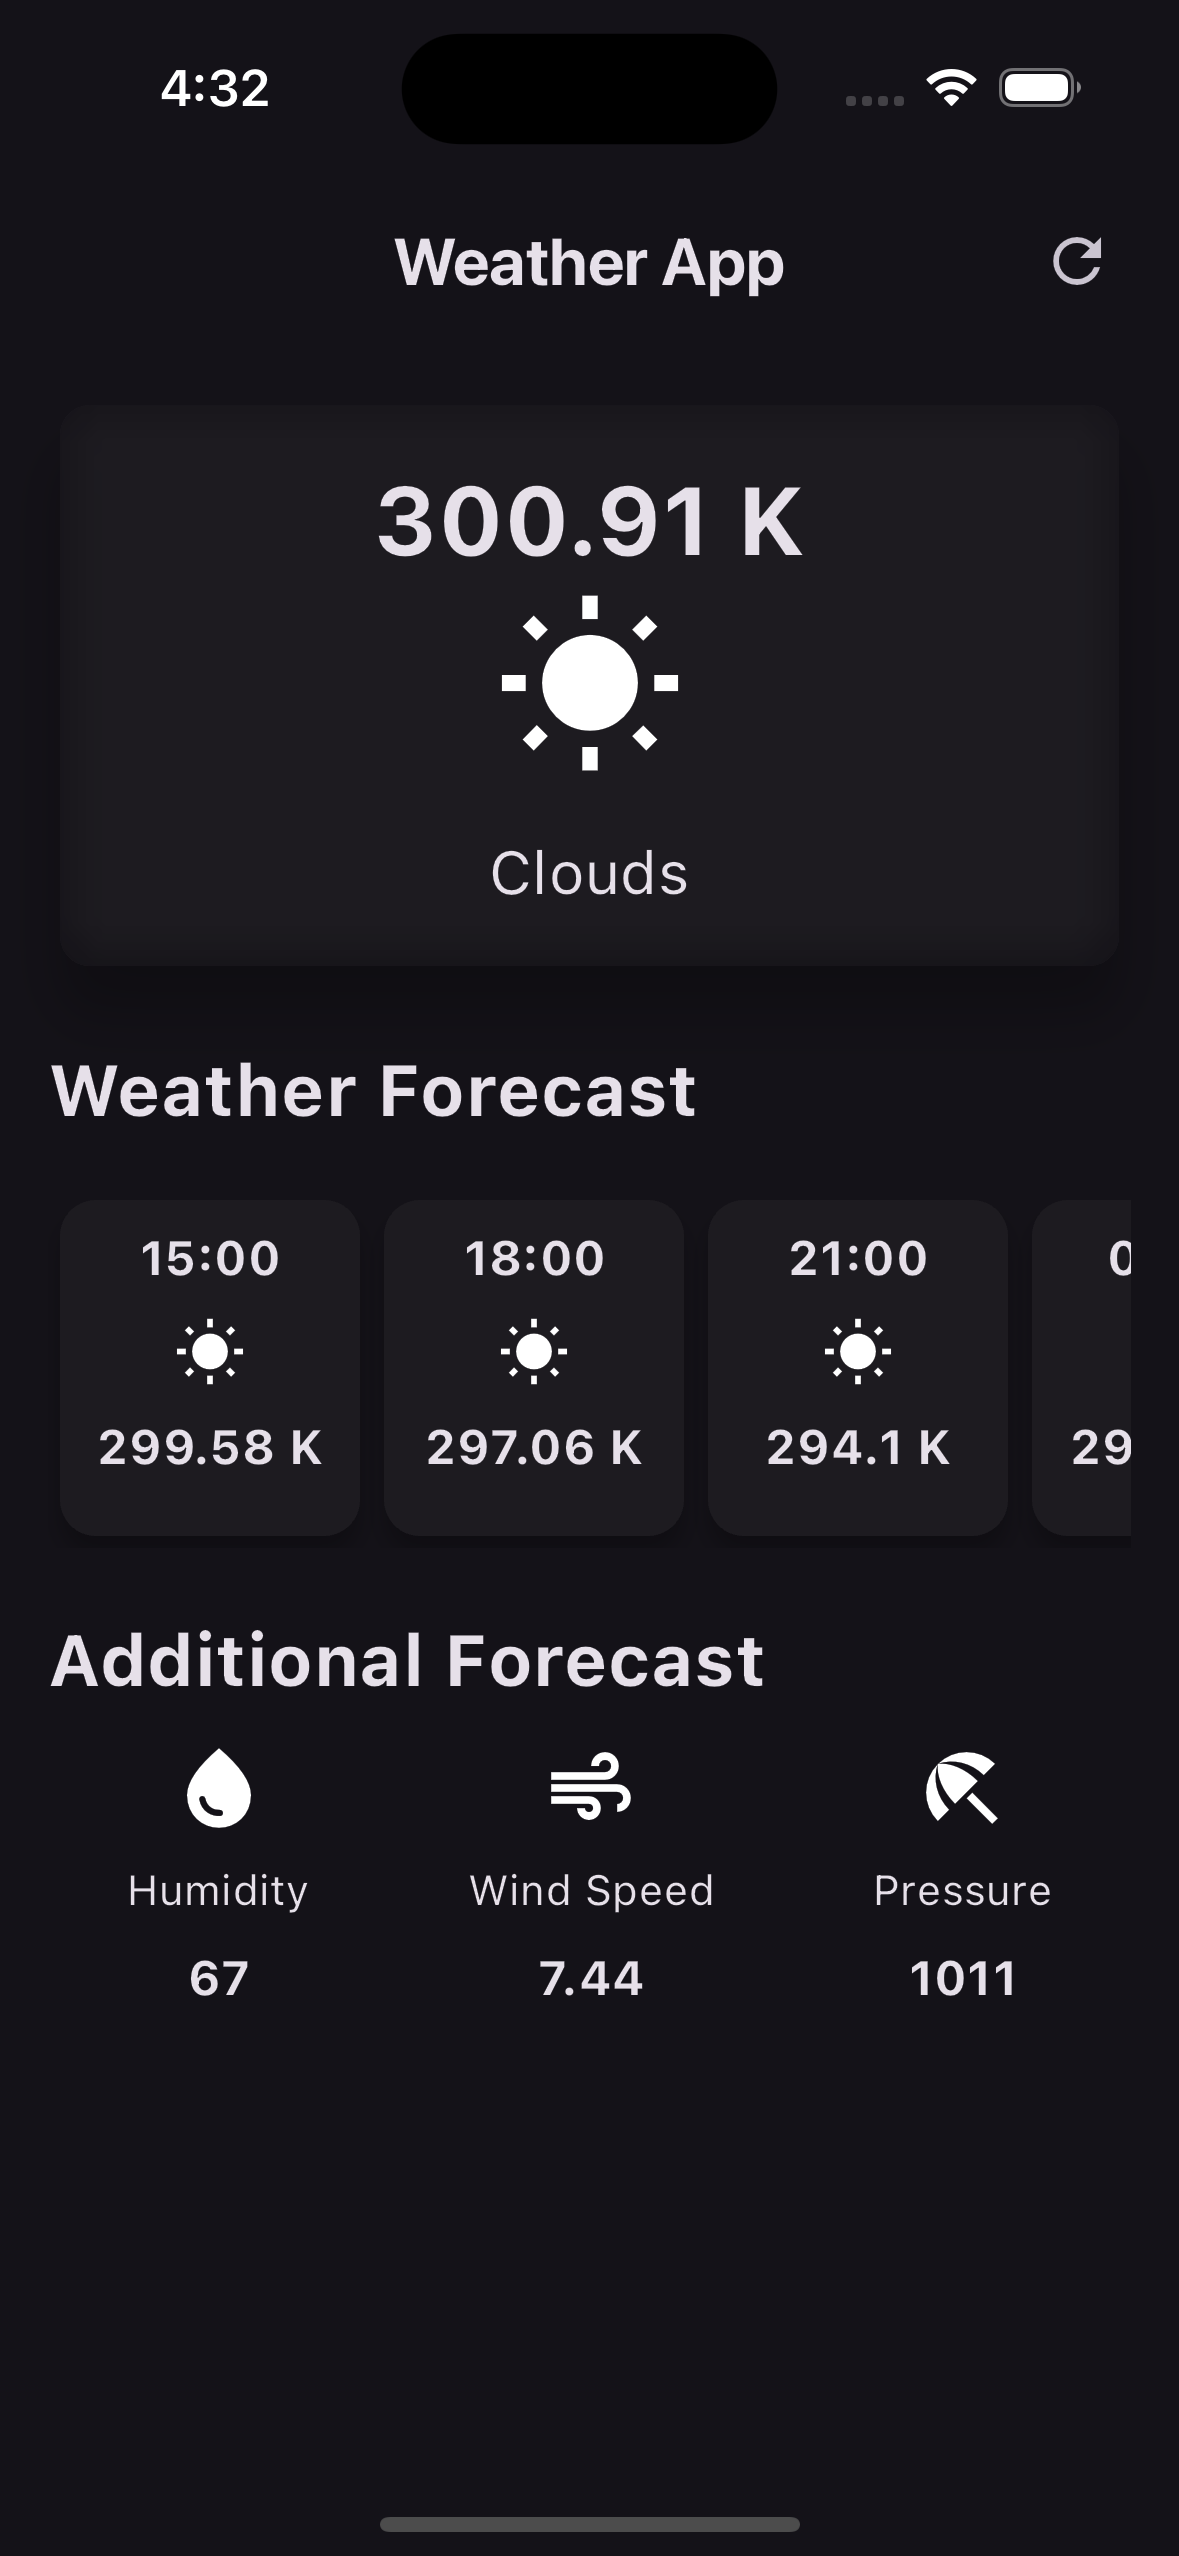 4:32
Weather App
300.91 K
Clouds
Weather Forecast
15:00 18:00 21:00 0
299.58 K 297.06 K 294.1 K 29
Additional Forecast
Humidity Wind Speed Pressure
67 7.44 1011